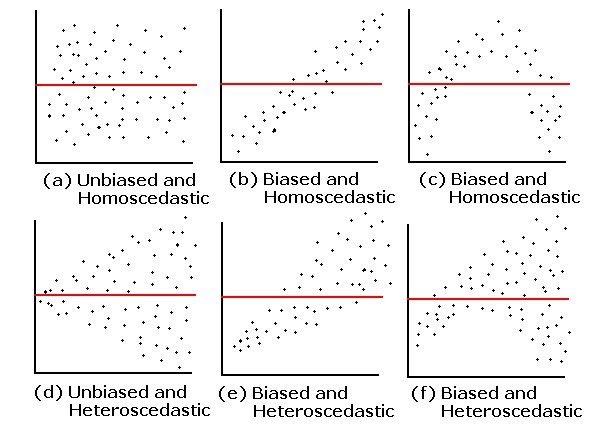 (a) Unbiased and
Homoscedastic
(b) Biased and
Homoscedastic
(c) Biased and
Homoscedastic
(d) Unbiased and
Heteroscedastic
(e) Biased and
Heteroscedastic
(f) Biased and
Heteroscedastic